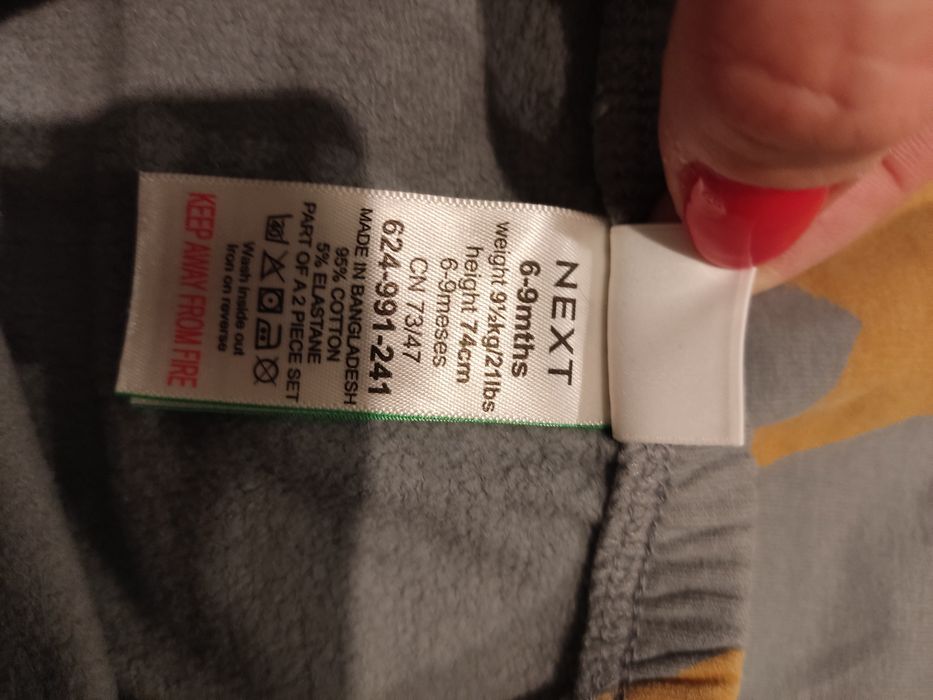 NEXT
6-9mths
weight 9½kg/21lbs
height 74cm
6-9meses
CN 73/47
624-991-241
MADE IN BANGLADESH
95% COTTON
5% ELASTANE
PART OF A 2 PIECE SET
Wash inside out
Iron on reverse
KEEP AWAY FROM FIRE